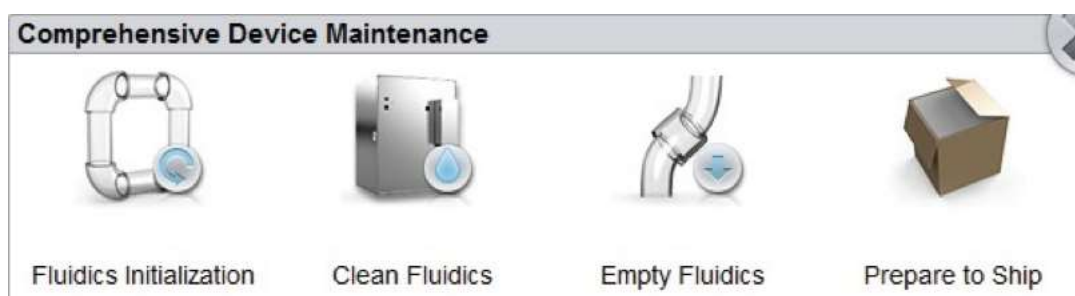 Comprehensive Device Maintenance
Fluidics Initialization
Clean Fluidics
Empty Fluidics
Prepare to Ship